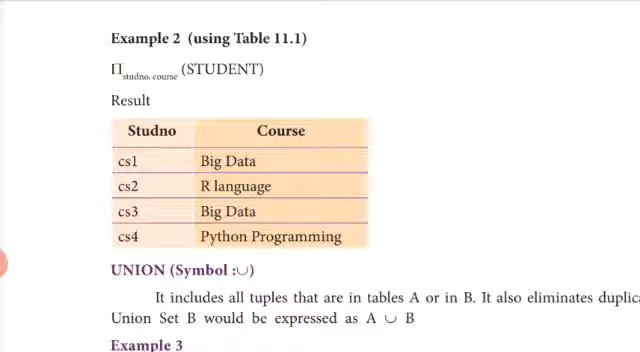 Example 2 (using Table 11.1)
Π studno, course (STUDENT)
Result
Studno Course
cs1 Big Data
cs2 R language
cs3 Big Data
cs4 Python Programming
UNION (Symbol :∪)
It includes all tuples that are in tables A or in B. It also eliminates duplica
Union Set B would be expressed as A ∪ B
Example 3